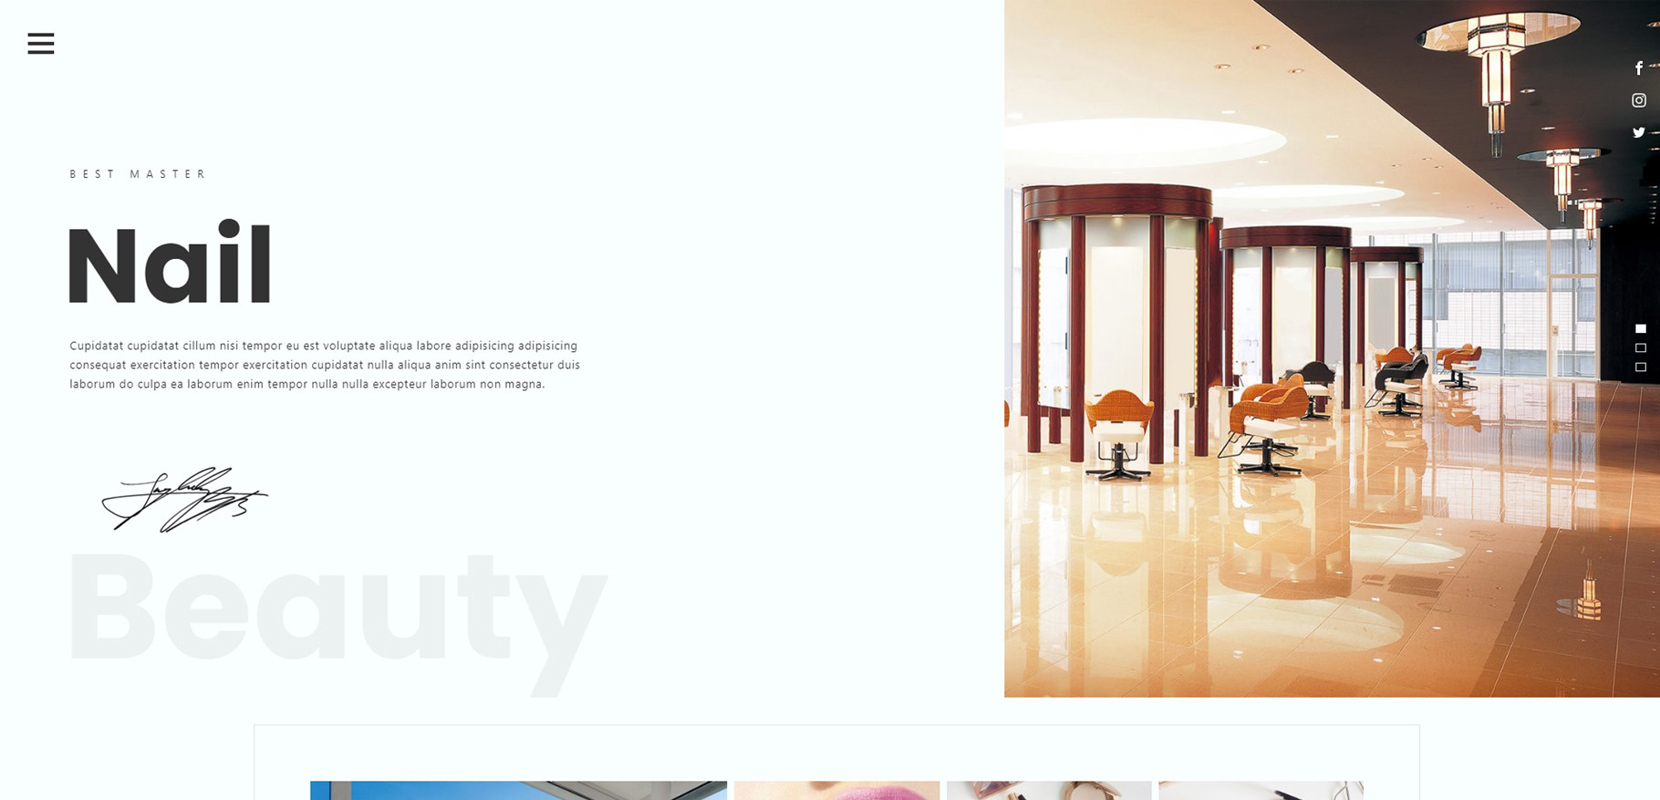 BEST MASTER
Nail
Cupidatat cupidatat cillum nisi tempor eu est voluptate aliqua labore adipisicing adipisicing
consequat exercitation tempor exercitation cupidatat nulla aliqua anim sint consectetur duis
laborum do culpa ea laborum enim tempor nulla nulla excepteur laborum non magna.
Beauty